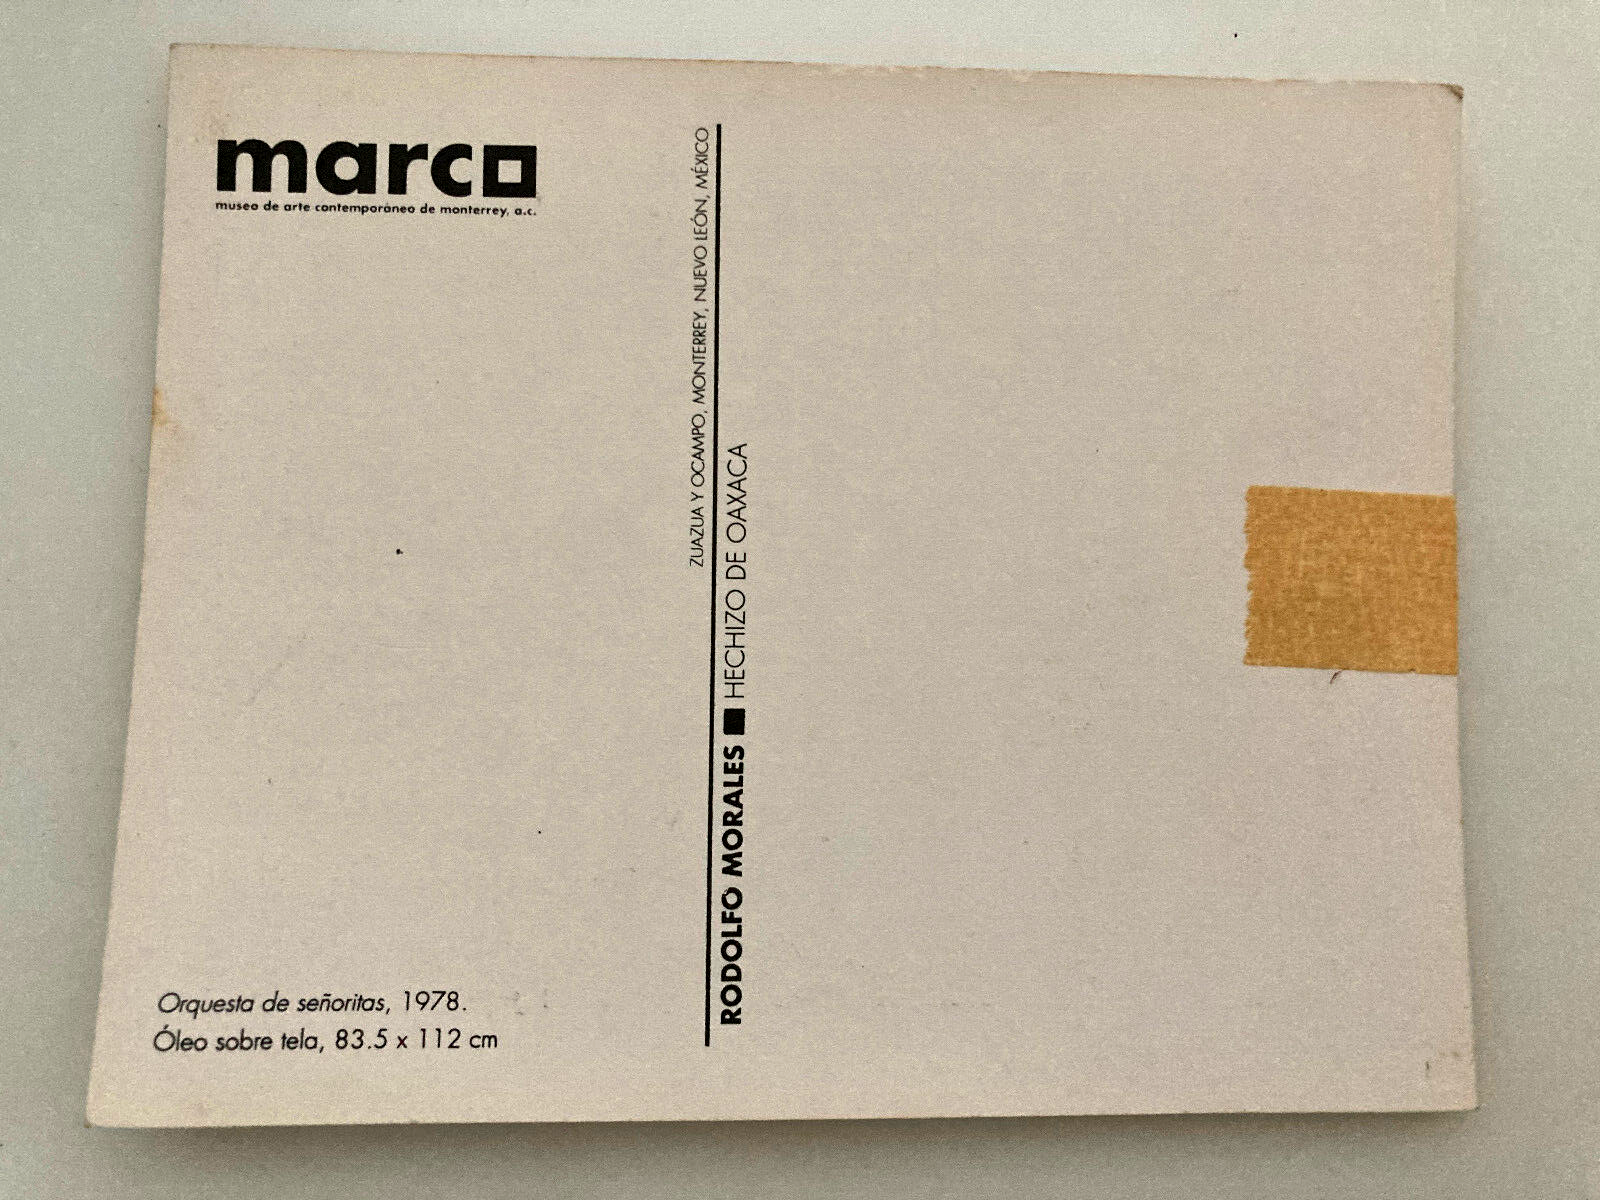 marco
museo de arte contemporáneo de monterrey, a.c.
ZUAZUA Y OCAMPO, MONTERREY, NUEVO LEÓN, MÉXICO
RODOLFO MORALES ■ HECHIZO DE OAXACA
Orquesta de señoritas, 1978.
Óleo sobre tela, 83.5 x 112 cm